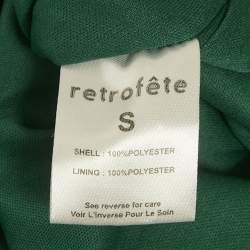 retrofête
S
SHELL : 100%POLYESTER
LINING : 100%POLYESTER
See reverse for care
Voir L'inverse Pour Le Soin